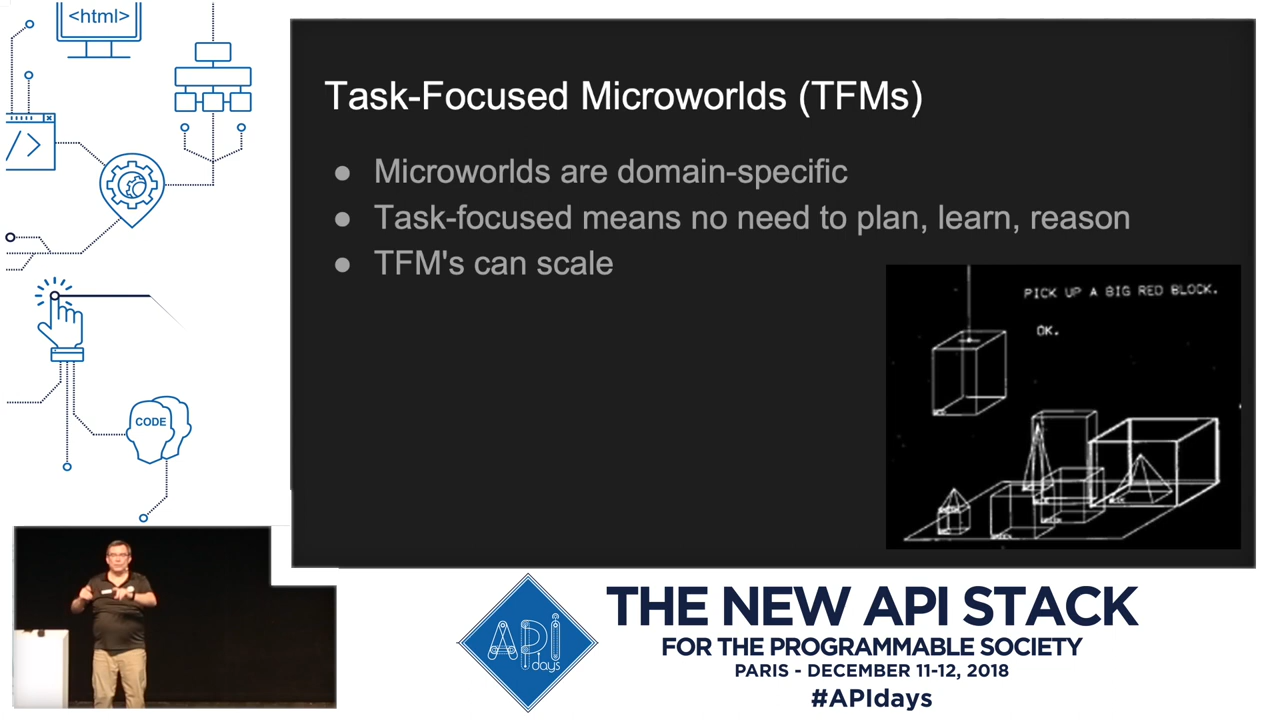 <html>
Task-Focused Microworlds (TFMs)
● Microworlds are domain-specific
● Task-focused means no need to plan, learn, reason
● TFM's can scale
PICK UP A BIG RED BLOCK.
OK.
</>
CODE
API
days
THE NEW API STACK
FOR THE PROGRAMMABLE SOCIETY
PARIS - DECEMBER 11-12, 2018
#APIdays